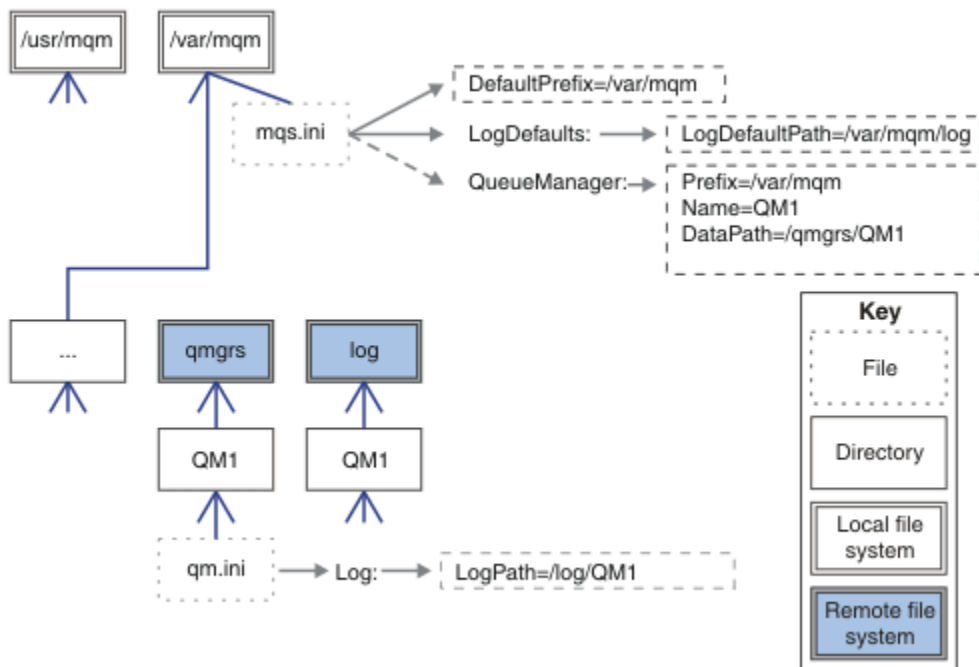 /usr/mqm
/var/mqm
mqs.ini
DefaultPrefix=/var/mqm
LogDefaults:
LogDefaultPath=/var/mqm/log
QueueManager:
Prefix=/var/mqm
Name=QM1
DataPath=/qmgrs/QM1
...
qmgrs
log
QM1
QM1
qm.ini
Log:
LogPath=/log/QM1
Key
File
Directory
Local file
system
Remote file
system